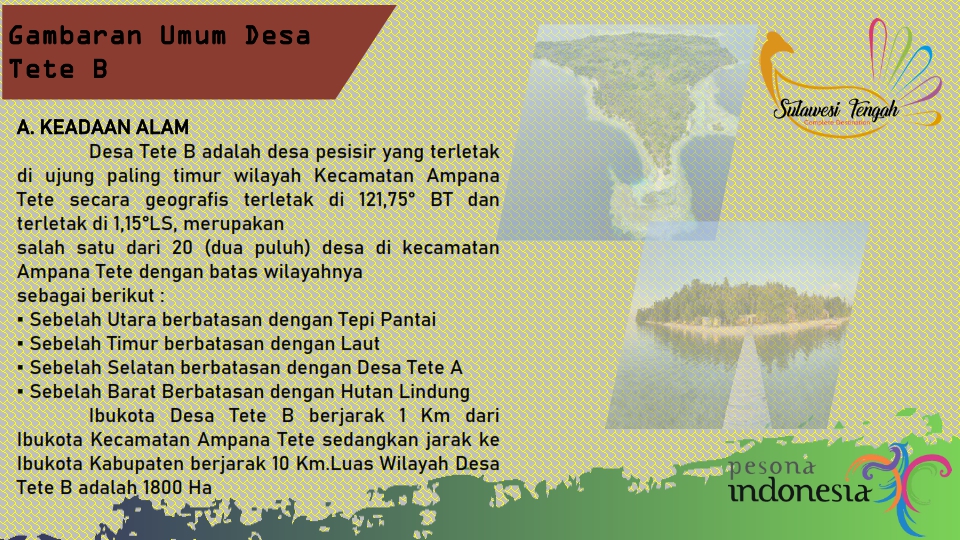 Gambaran Umum Desa
Tete B
A. KEADAAN ALAM
Desa Tete B adalah desa pesisir yang terletak
di ujung paling timur wilayah Kecamatan Ampana
Tete secara geografis terletak di 121,75° BT dan
terletak di 1,15°LS, merupakan
salah satu dari 20 (dua puluh) desa di kecamatan
Ampana Tete dengan batas wilayahnya
sebagai berikut :
▪ Sebelah Utara berbatasan dengan Tepi Pantai
▪ Sebelah Timur berbatasan dengan Laut
▪ Sebelah Selatan berbatasan dengan Desa Tete A
▪ Sebelah Barat Berbatasan dengan Hutan Lindung
Ibukota Desa Tete B berjarak 1 Km dari
Ibukota Kecamatan Ampana Tete sedangkan jarak ke
Ibukota Kabupaten berjarak 10 Km.Luas Wilayah Desa
Tete B adalah 1800 Ha
Sulawesi Tengah
Complete Destination
pesona
indonesia